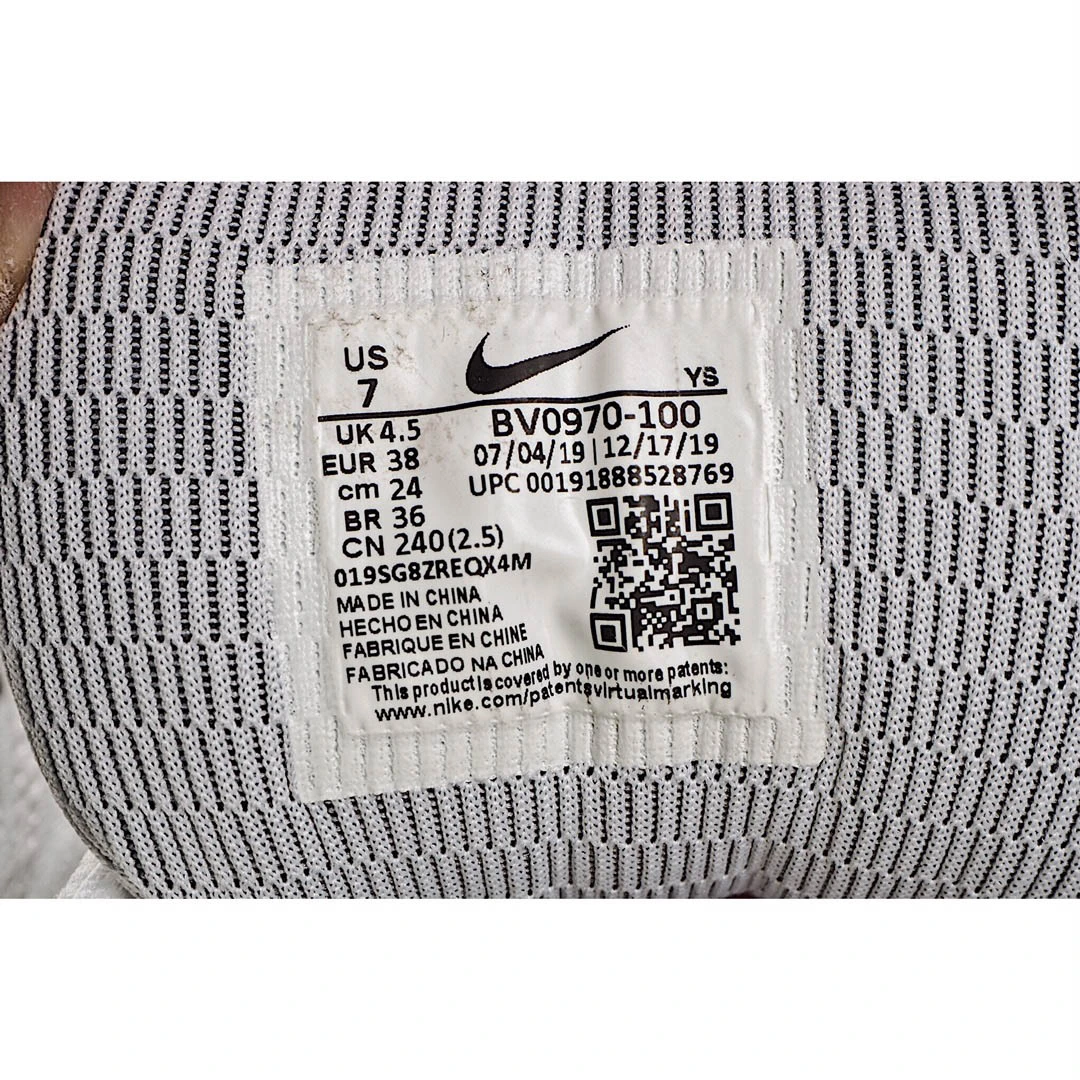 US
7
YS
UK 4.5
EUR 38
cm 24
BR 36
CN 240(2.5)
BV0970-100
07/04/19 | 12/17/19
UPC 00191888528769
019SG8ZREQX4M
MADE IN CHINA
HECHO EN CHINA
FABRIQUE EN CHINE
FABRICADO NA CHINA
This product is covered by one or more patents:
www.nike.com/patentsvirtualmarking